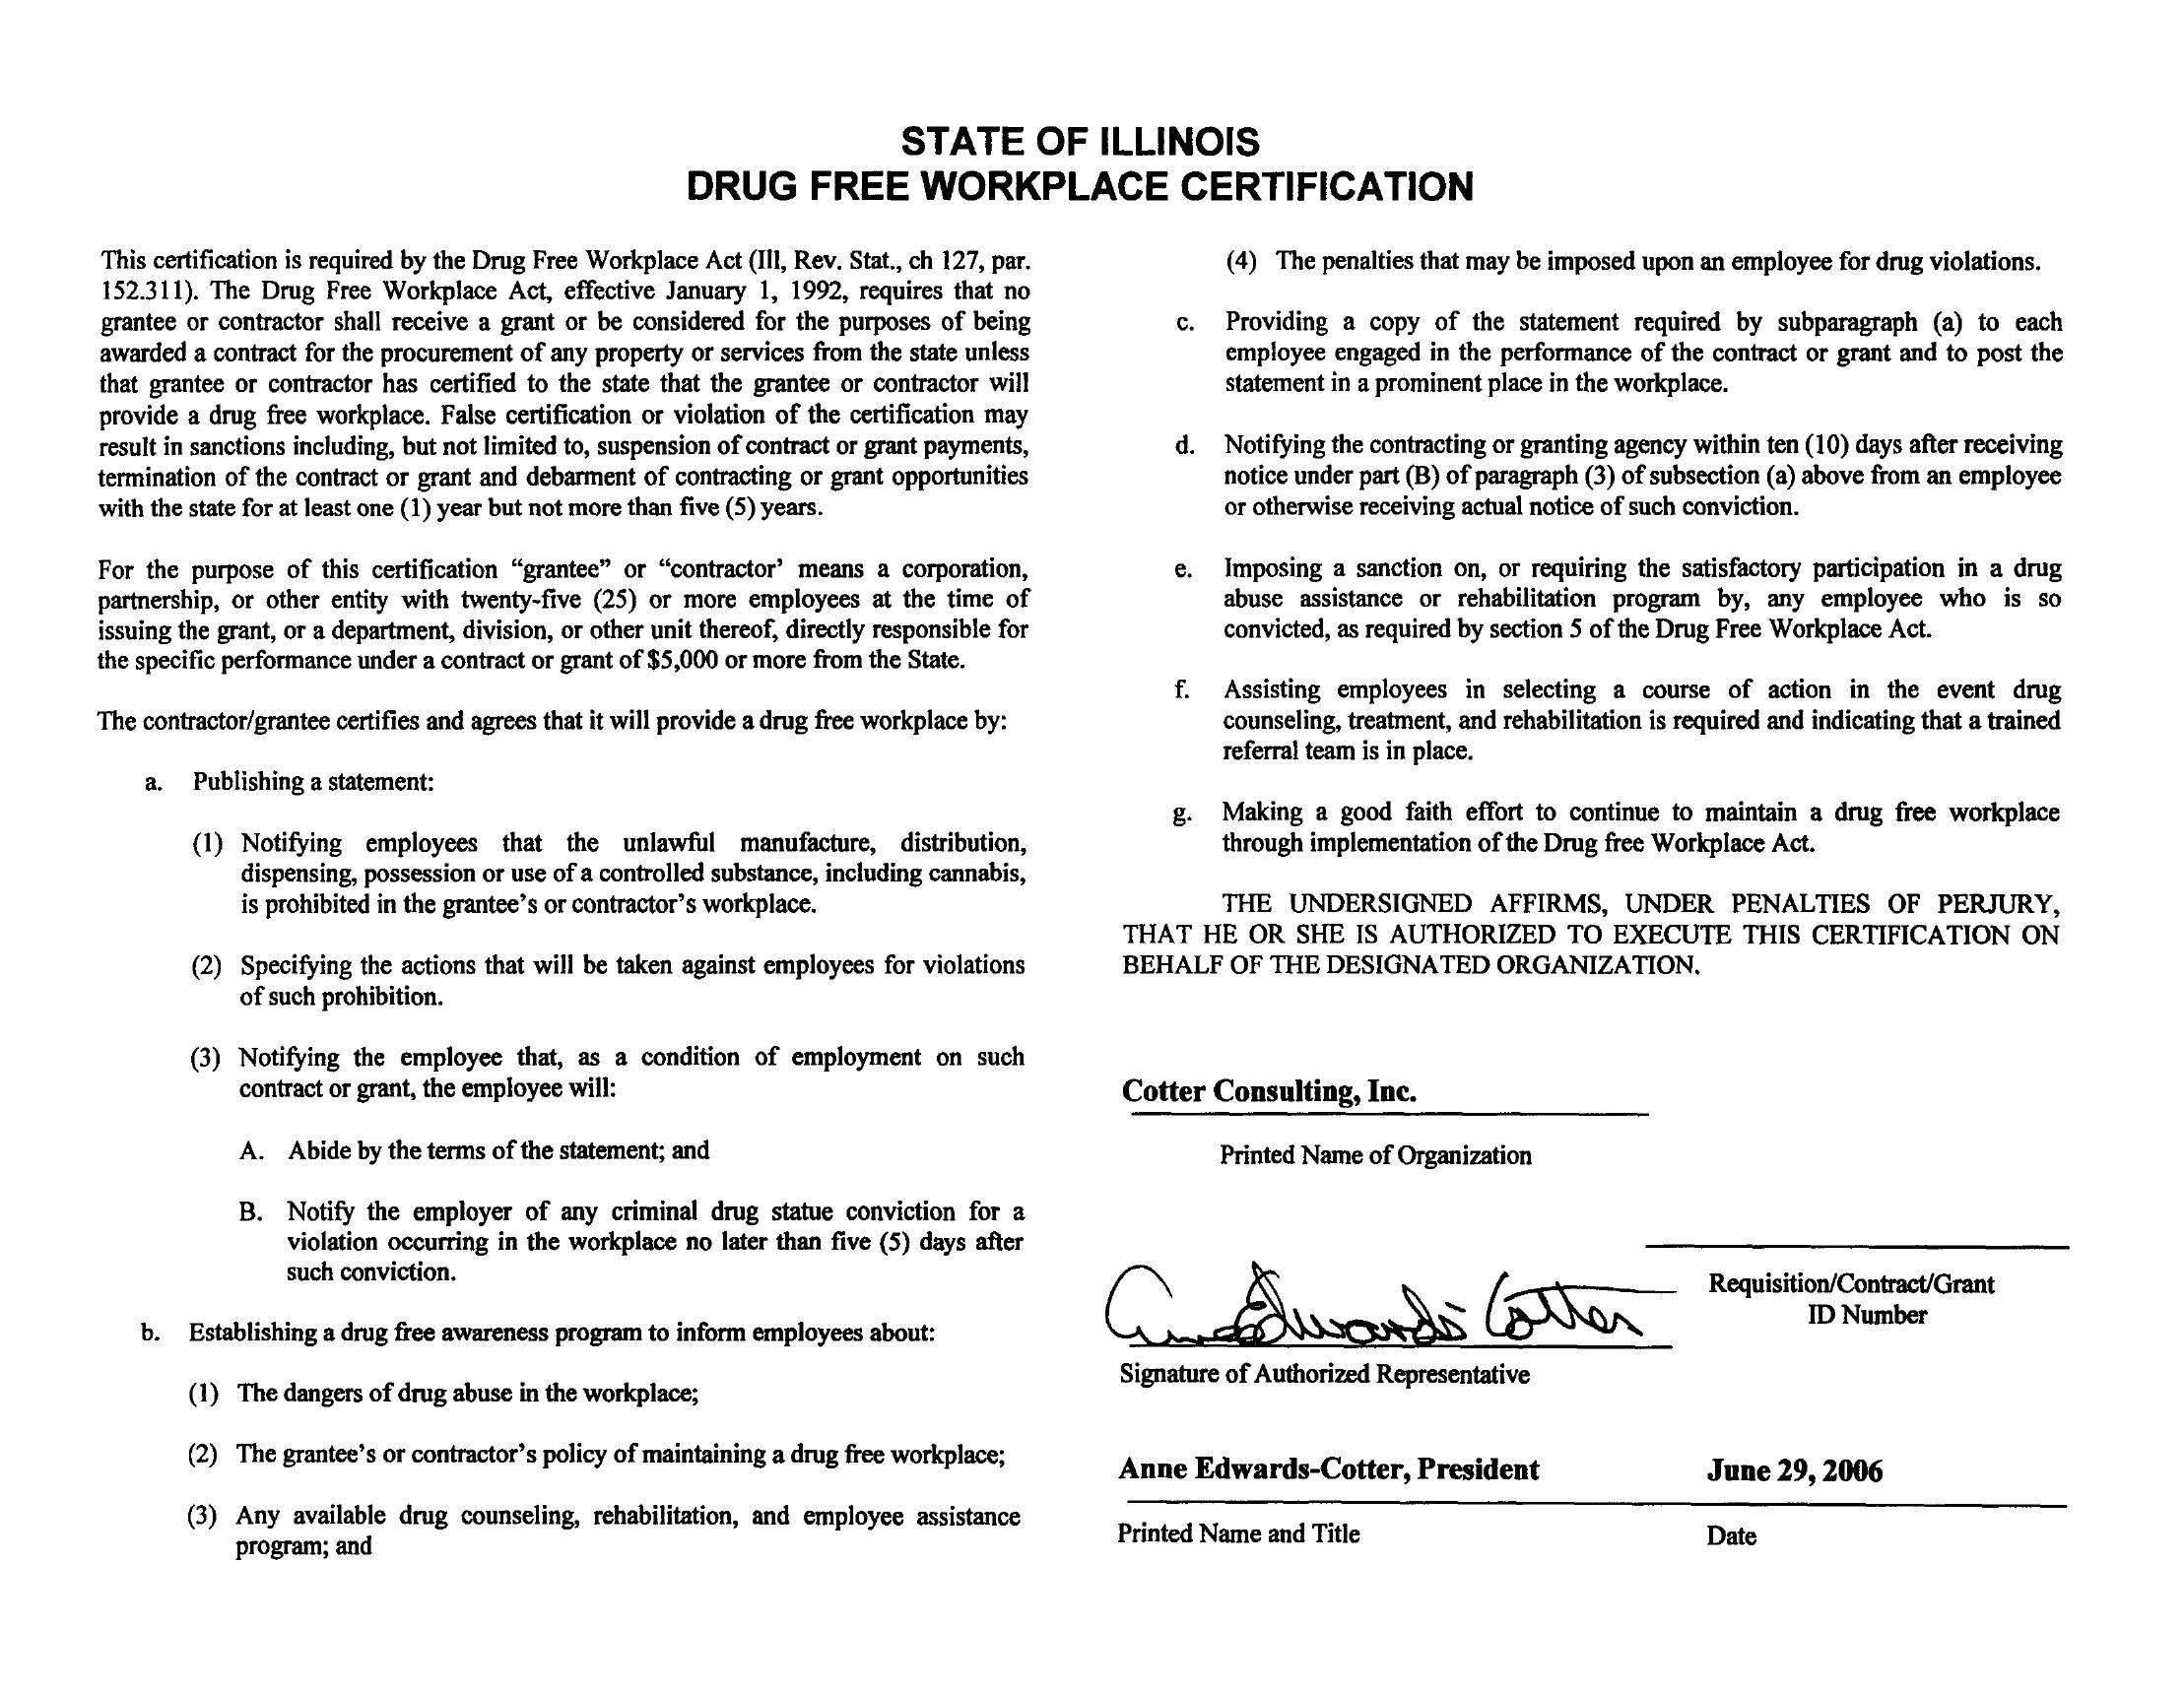 STATE OF ILLINOIS
DRUG FREE WORKPLACE CERTIFICATION
This certification is required by the Drug Free Workplace Act (Ill, Rev. Stat., ch 127, par.
152.311). The Drug Free Workplace Act, effective January 1, 1992, requires that no
grantee or contractor shall receive a grant or be considered for the purposes of being
awarded a contract for the procurement of any property or services from the state unless
that grantee or contractor has certified to the state that the grantee or contractor will
provide a drug free workplace. False certification or violation of the certification may
result in sanctions including, but not limited to, suspension of contract or grant payments,
termination of the contract or grant and debarment of contracting or grant opportunities
with the state for at least one (1) year but not more than five (5) years.
For the purpose of this certification “grantee” or “contractor’ means a corporation,
partnership, or other entity with twenty-five (25) or more employees at the time of
issuing the grant, or a department, division, or other unit thereof, directly responsible for
the specific performance under a contract or grant of $5,000 or more from the State.
The contractor/grantee certifies and agrees that it will provide a drug free workplace by:
a. Publishing a statement:
(1) Notifying employees that the unlawful manufacture, distribution,
dispensing, possession or use of a controlled substance, including cannabis,
is prohibited in the grantee’s or contractor’s workplace.
(2) Specifying the actions that will be taken against employees for violations
of such prohibition.
(3) Notifying the employee that, as a condition of employment on such
contract or grant, the employee will:
A. Abide by the terms of the statement; and
B. Notify the employer of any criminal drug statue conviction for a
violation occurring in the workplace no later than five (5) days after
such conviction.
b. Establishing a drug free awareness program to inform employees about:
(1) The dangers of drug abuse in the workplace;
(2) The grantee’s or contractor’s policy of maintaining a drug free workplace;
(3) Any available drug counseling, rehabilitation, and employee assistance
program; and
(4) The penalties that may be imposed upon an employee for drug violations.
c. Providing a copy of the statement required by subparagraph (a) to each
employee engaged in the performance of the contract or grant and to post the
statement in a prominent place in the workplace.
d. Notifying the contracting or granting agency within ten (10) days after receiving
notice under part (B) of paragraph (3) of subsection (a) above from an employee
or otherwise receiving actual notice of such conviction.
e. Imposing a sanction on, or requiring the satisfactory participation in a drug
abuse assistance or rehabilitation program by, any employee who is so
convicted, as required by section 5 of the Drug Free Workplace Act.
f. Assisting employees in selecting a course of action in the event drug
counseling, treatment, and rehabilitation is required and indicating that a trained
referral team is in place.
g. Making a good faith effort to continue to maintain a drug free workplace
through implementation of the Drug free Workplace Act.
THE UNDERSIGNED AFFIRMS, UNDER PENALTIES OF PERJURY,
THAT HE OR SHE IS AUTHORIZED TO EXECUTE THIS CERTIFICATION ON
BEHALF OF THE DESIGNATED ORGANIZATION.
Cotter Consulting, Inc.
Printed Name of Organization
Requisition/Contract/Grant
ID Number
Anne Edwards Cotter
Signature of Authorized Representative
Anne Edwards-Cotter, President June 29, 2006
Printed Name and Title Date